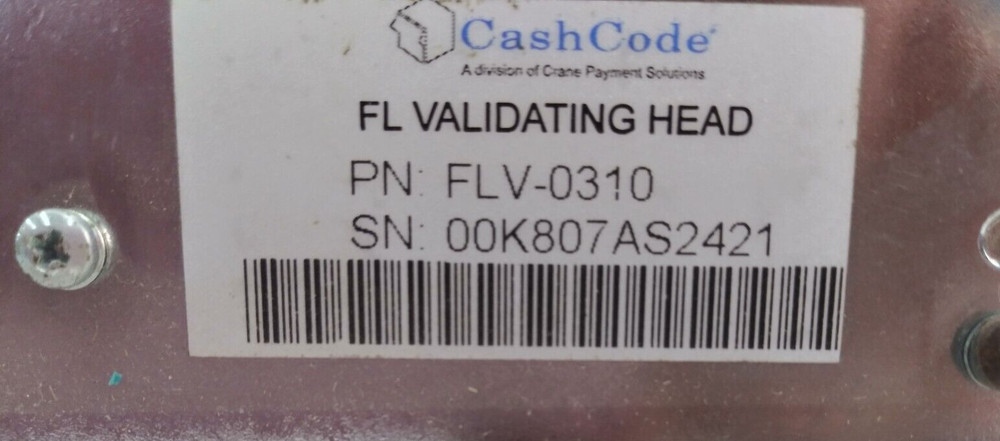 CashCode
A division of Crane Payment Solutions
FL VALIDATING HEAD
PN: FLV-0310
SN: 00K807AS2421